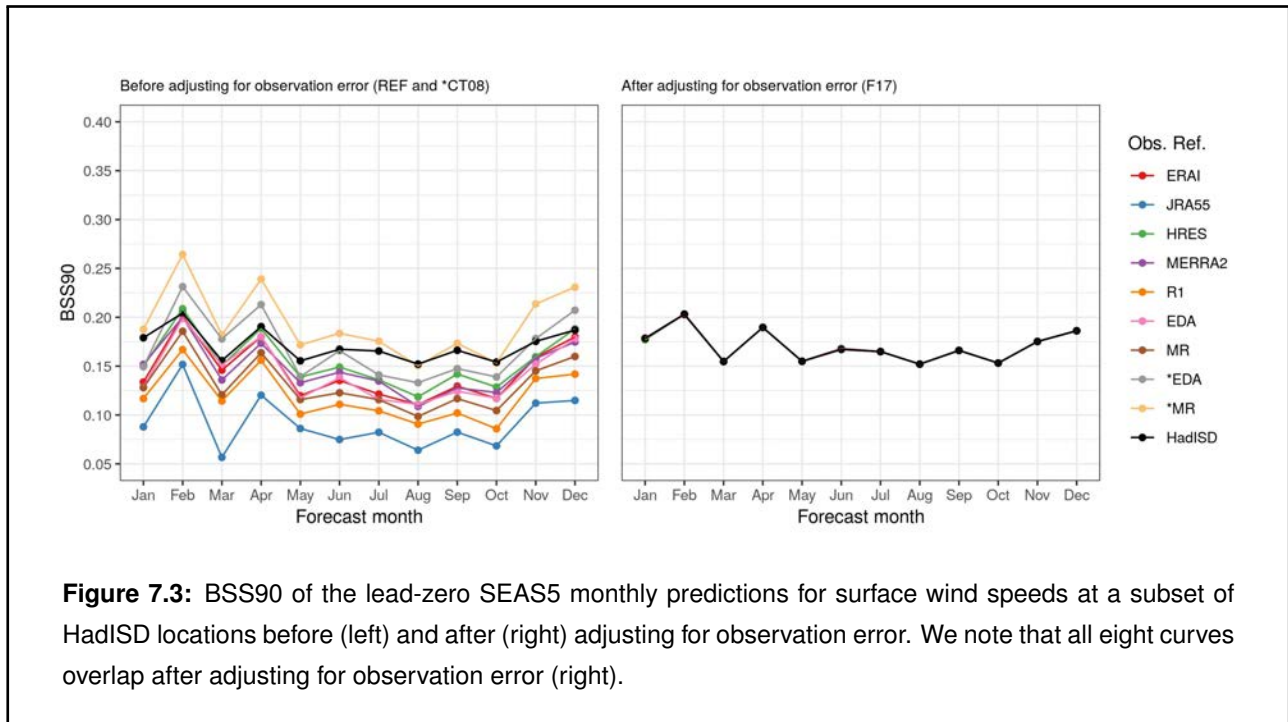 Before adjusting for observation error (REF and *CT08)
After adjusting for observation error (F17)
0.40
0.35
0.30
0.25
0.20
0.15
0.10
0.05
BSS90
Jan Feb Mar Apr May Jun Jul Aug Sep Oct Nov Dec
Forecast month
Jan Feb Mar Apr May Jun Jul Aug Sep Oct Nov Dec
Forecast month
Obs. Ref.
ERAI
JRA55
HRES
MERRA2
R1
EDA
MR
*EDA
*MR
HadISD
Figure 7.3: BSS90 of the lead-zero SEAS5 monthly predictions for surface wind speeds at a subset of
HadISD locations before (left) and after (right) adjusting for observation error. We note that all eight curves
overlap after adjusting for observation error (right).